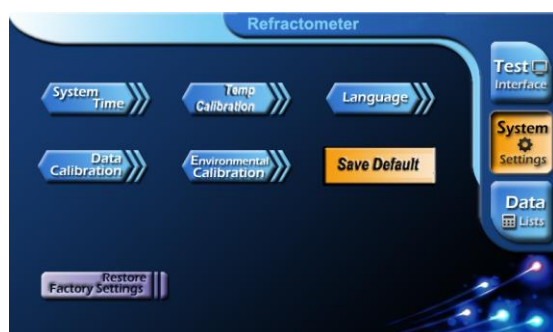 Refractometer
System
Time
Temp
Calibration
Language
Data
Calibration
Environmental
Calibration
Save Default
Restore
Factory Settings
Test
Interface
System
Settings
Data
Lists